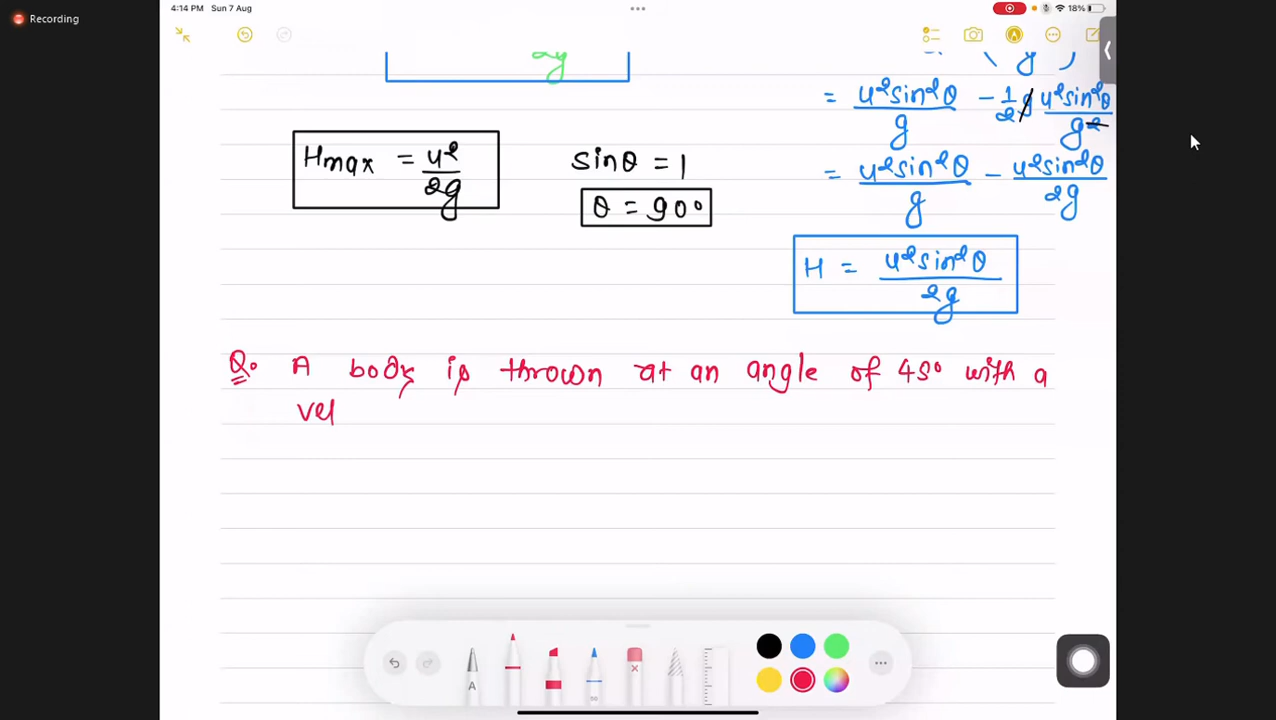 Recording
4:14 PM Sun 7 Aug
18%
2g
= u²sin²θ/g - 1/2 g u²sin²θ/g²
Hmax = u²/2g
sinθ = 1
= u²sin²θ/g - u²sin²θ/2g
θ = 90°
H = u²sin²θ/2g
Q. A body is thrown at an angle of 45° with a
vel
A